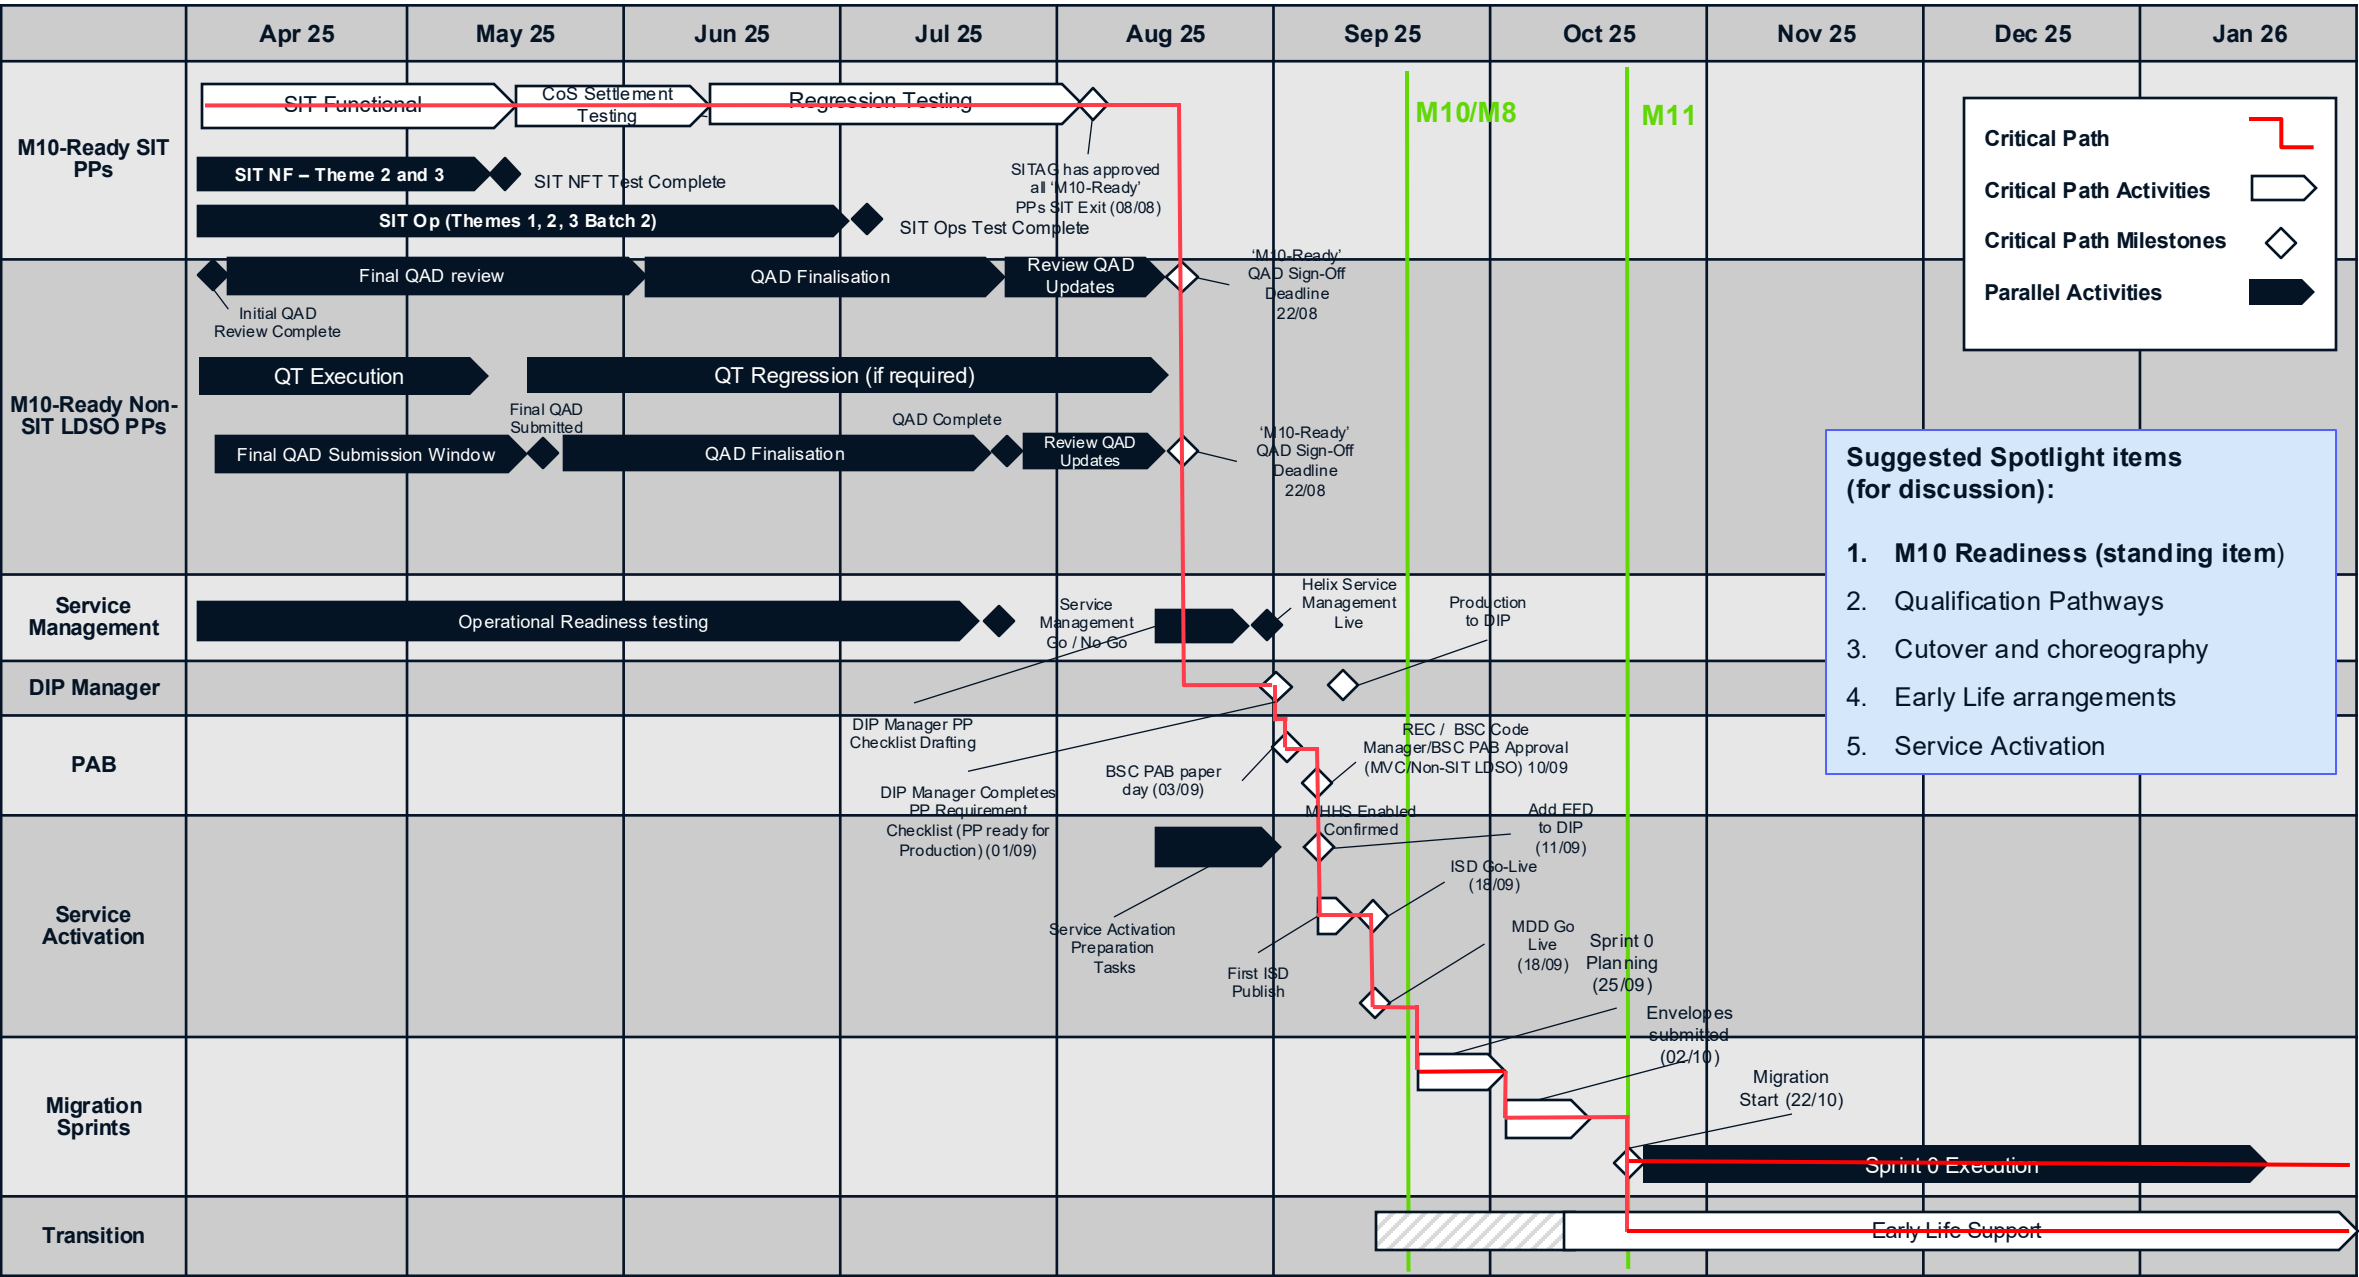 Apr 25
May 25
Jun 25
Jul 25
Aug 25
Sep 25
Oct 25
Nov 25
Dec 25
Jan 26
M10-Ready SIT
PPs
SIT Functional
CoS Settlement
Testing
Regression Testing
SITAG has approved
all ‘M10-Ready’
PPs SIT Exit (08/08)
SIT NF – Theme 2 and 3
SIT NFT Test Complete
SIT Op (Themes 1, 2, 3 Batch 2)
SIT Ops Test Complete
M10/M8
M11
Critical Path
Critical Path Activities
Critical Path Milestones
Parallel Activities
M10-Ready Non-
SIT LDSO PPs
Initial QAD
Review Complete
Final QAD review
QAD Finalisation
Review QAD
Updates
‘M10-Ready’
QAD Sign-Off
Deadline
22/08
QT Execution
QT Regression (if required)
Final QAD Submission Window
Final QAD
Submitted
QAD Finalisation
QAD Complete
Review QAD
Updates
‘M10-Ready’
QAD Sign-Off
Deadline
22/08
Suggested Spotlight items
(for discussion):
1. M10 Readiness (standing item)
2. Qualification Pathways
3. Cutover and choreography
4. Early Life arrangements
5. Service Activation
Service
Management
Operational Readiness testing
Service
Management
Go / No Go
Helix Service
Management
Live
Production
to DIP
DIP Manager
DIP Manager PP
Checklist Drafting
DIP Manager Completes
PP Requirement
Checklist (PP ready for
Production) (01/09)
PAB
BSC PAB paper
day (03/09)
REC / BSC Code
Manager/BSC PAB Approval
(MVC/Non-SIT LDSO) 10/09
Service
Activation
MHHS Enabled
Confirmed
Add EFD
to DIP
(11/09)
ISD Go-Live
(18/09)
Service Activation
Preparation
Tasks
First ISD
Publish
MDD Go
Live
(18/09)
Migration
Sprints
Sprint 0
Planning
(25/09)
Envelopes
submitted
(02/10)
Migration
Start (22/10)
Sprint 0 Execution
Transition
Early Life Support